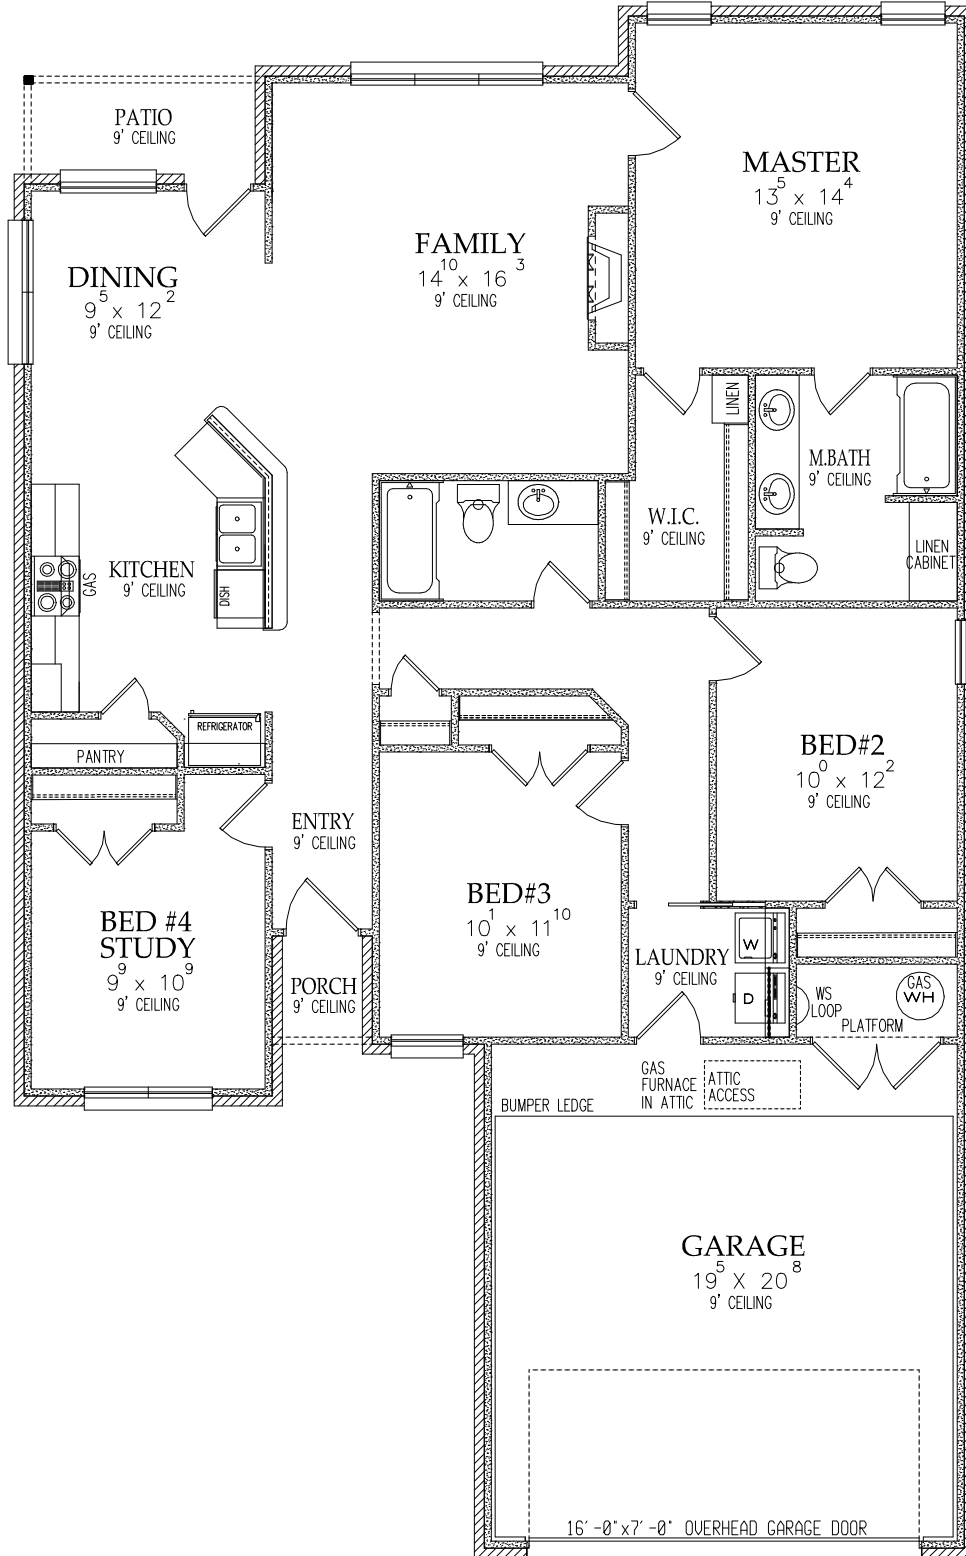 PATIO
9' CEILING
MASTER
13⁵ x 14⁴
9' CEILING
FAMILY
14¹⁰ x 16³
9' CEILING
DINING
9⁵ x 12²
9' CEILING
LINEN
M.BATH
9' CEILING
W.I.C.
9' CEILING
LINEN
CABINET
KITCHEN
9' CEILING
GAS
DISH
REFRIGERATOR
PANTRY
BED#2
10⁰ x 12²
9' CEILING
ENTRY
9' CEILING
BED#3
10¹ x 11¹⁰
9' CEILING
BED #4
STUDY
9⁹ x 10⁹
9' CEILING
LAUNDRY
9' CEILING
W
D
PORCH
9' CEILING
WS
LOOP
GAS
WH
PLATFORM
GAS
FURNACE
IN ATTIC
ATTIC
ACCESS
BUMPER LEDGE
GARAGE
19⁵ X 20⁸
9' CEILING
16'-0"x7'-0" OVERHEAD GARAGE DOOR